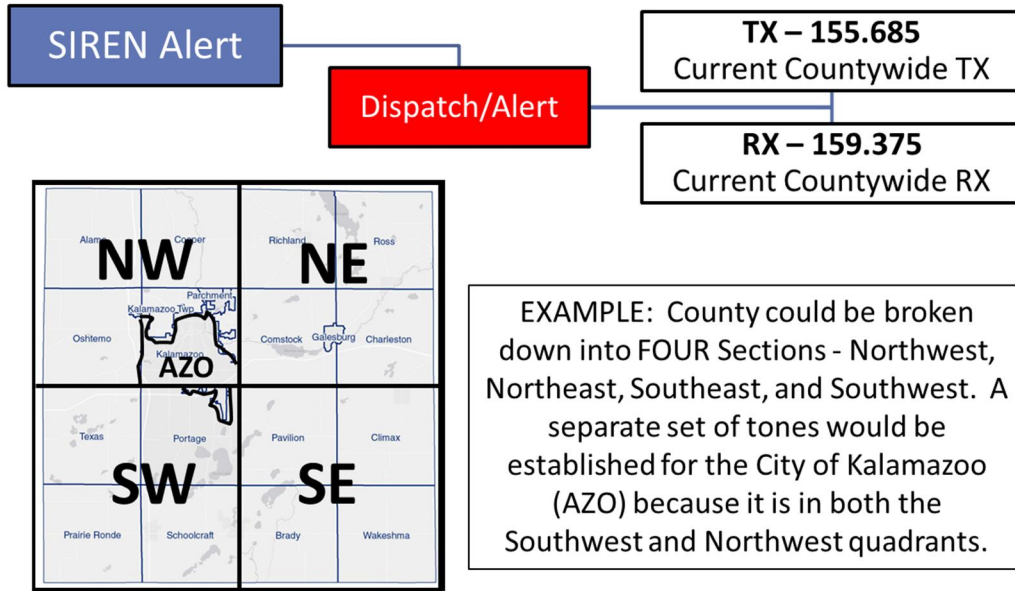 SIREN Alert
Dispatch/Alert
TX – 155.685
Current Countywide TX
RX – 159.375
Current Countywide RX
NW
NE
Alamo
Cooper
Richland
Ross
Parchment
Kalamazoo Twp
Oshtemo
Kalamazoo
AZO
Comstock
Galesburg
Charleston
Texas
Portage
Pavilion
Climax
SW
SE
Prairie Ronde
Schoolcraft
Brady
Wakeshma
EXAMPLE: County could be broken
down into FOUR Sections - Northwest,
Northeast, Southeast, and Southwest. A
separate set of tones would be
established for the City of Kalamazoo
(AZO) because it is in both the
Southwest and Northwest quadrants.